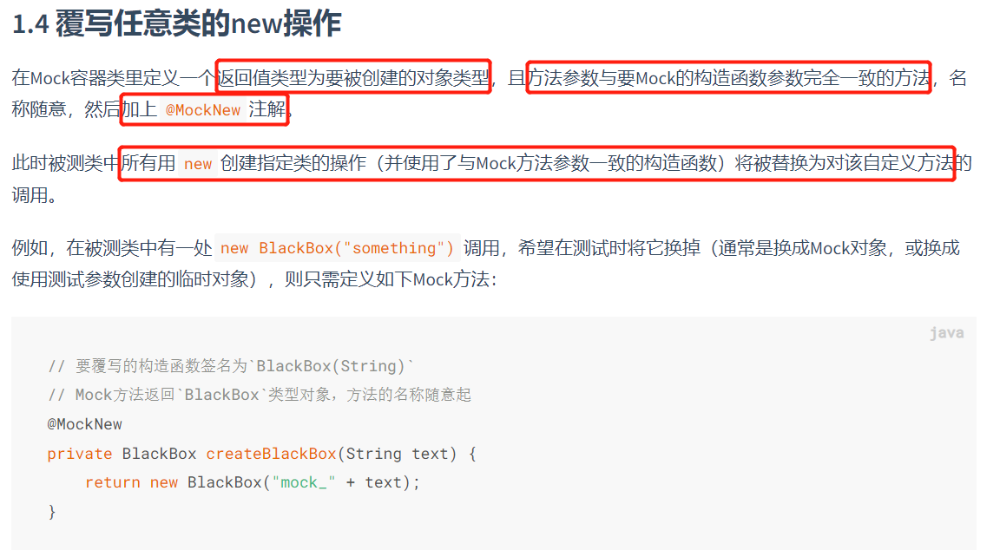 1.4 覆写任意类的new操作
在Mock容器类里定义一个返回值类型为要被创建的对象类型，且方法参数与要Mock的构造函数参数完全一致的方法，名
称随意，然后加上 @MockNew 注解。
此时被测类中所有用 new 创建指定类的操作（并使用了与Mock方法参数一致的构造函数）将被替换为对该自定义方法的
调用。
例如，在被测类中有一处 new BlackBox("something") 调用，希望在测试时将它换掉（通常是换成Mock对象，或换成
使用测试参数创建的临时对象），则只需定义如下Mock方法：
java
// 要覆写的构造函数签名为`BlackBox(String)`
// Mock方法返回`BlackBox`类型对象，方法的名称随意起
@MockNew
private BlackBox createBlackBox(String text) {
    return new BlackBox("mock_" + text);
}